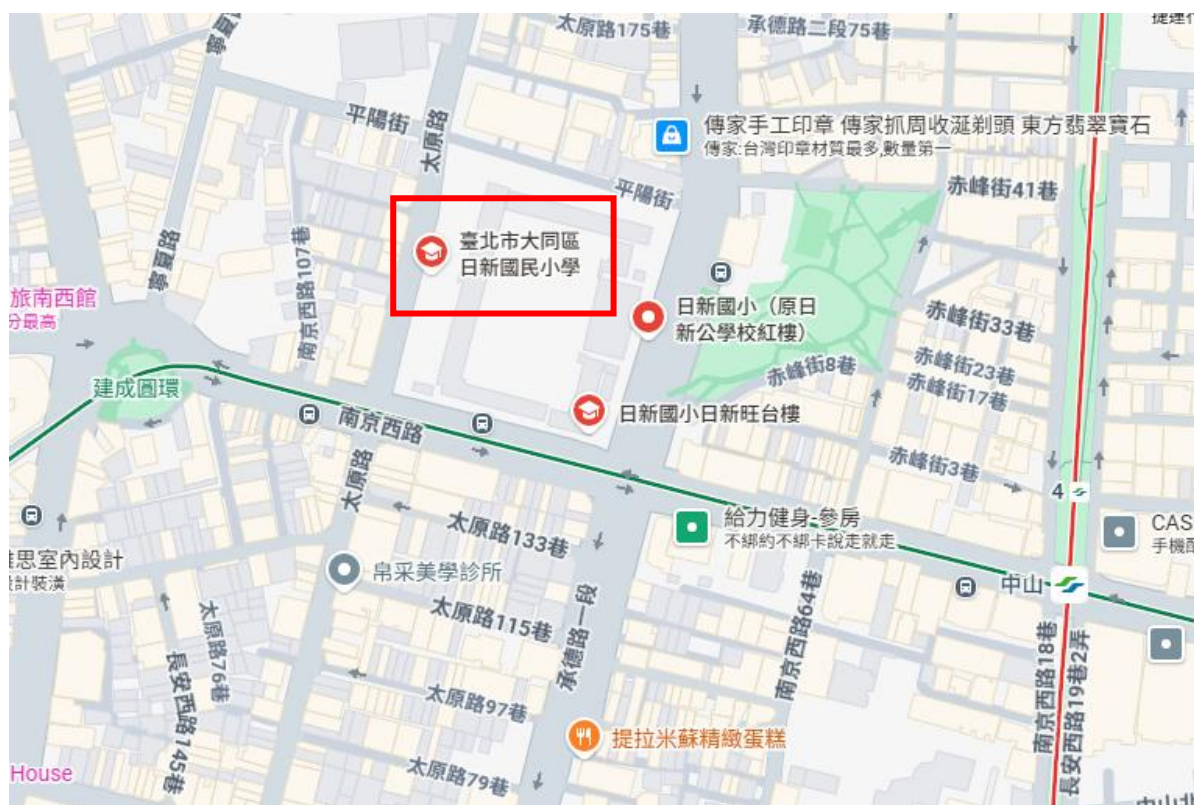 太原路175巷
承德路二段75巷
捷運
寧夏路
平陽街
太原路
傳家手工印章 傳家抓周收涎剃頭 東方翡翠寶石
傳家:台灣印章材質最多,數量第一
平陽街
赤峰街41巷
寧夏路
南京西路107巷
臺北市大同區
日新國民小學
旅南西館
分最高
日新國小（原日
新公學校紅樓）
赤峰街33巷
赤峰街8巷
赤峰街23巷
赤峰街17巷
建成圓環
南京西路
日新國小日新旺台樓
太原路
赤峰街3巷
4
太原路133巷
給力健身-參房
不綁約不綁卡說走就走
CAS
手機配
思室內設計
計裝潢
帛采美學診所
中山
太原路76巷
太原路115巷
承德路一段
南京西路64巷
長安西路145巷
太原路97巷
南京西路18巷
長安西路19巷2弄
提拉米蘇精緻蛋糕
House
太原路79巷
中山北